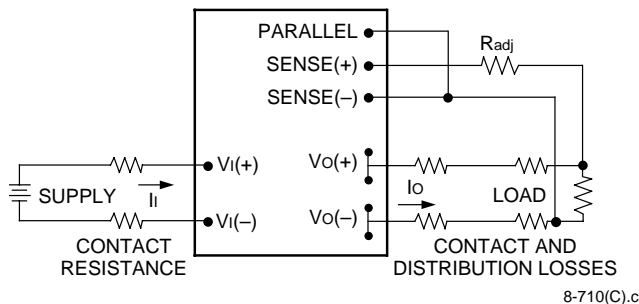 PARALLEL
SENSE(+)
SENSE(–)
Radj
VI(+)
VO(+)
SUPPLY
II
IO
LOAD
VI(–)
VO(–)
CONTACT
RESISTANCE
CONTACT AND
DISTRIBUTION LOSSES
8-710(C).c